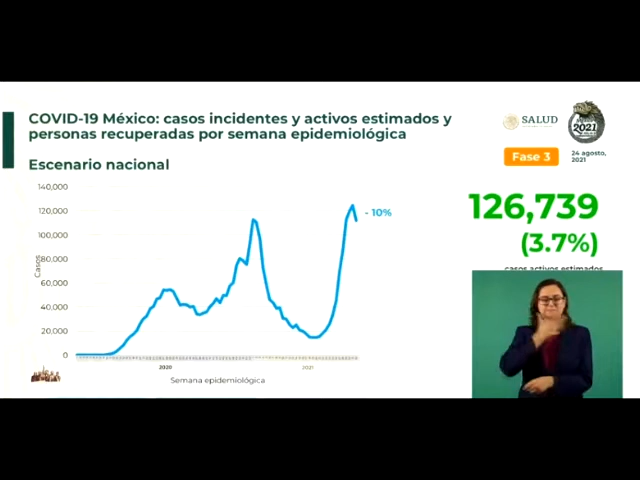 COVID-19 México: casos incidentes y activos estimados y
personas recuperadas por semana epidemiológica
SALUD
2021
Fase 3
24 agosto,
2021
Escenario nacional
140,000
120,000
100,000
80,000
60,000
40,000
20,000
0
Casos
- 10%
2020
2021
Semana epidemiológica
126,739
(3.7%)
casos activos estimados